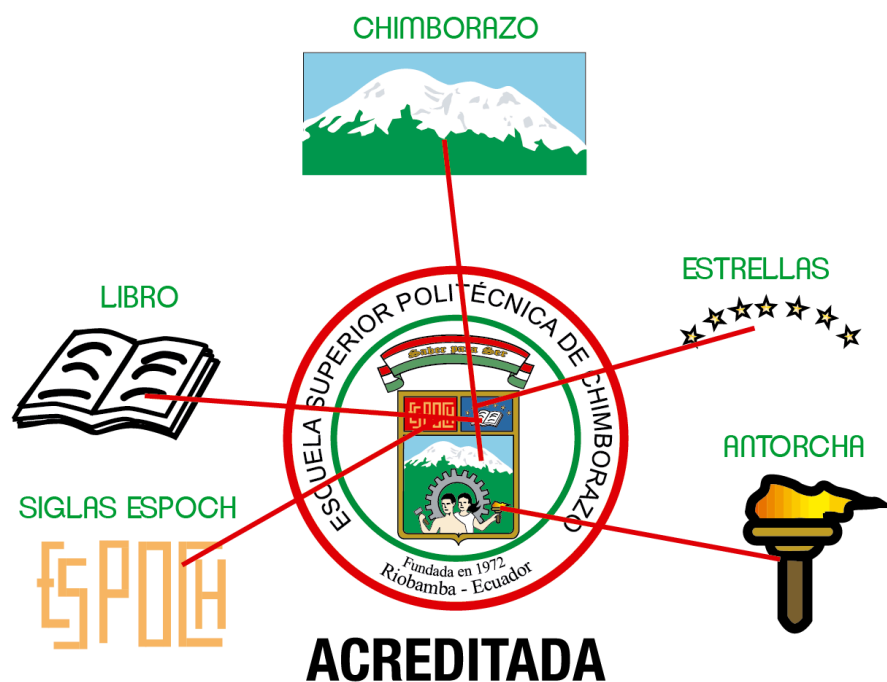 CHIMBORAZO
ESTRELLAS
LIBRO
ESCUELA SUPERIOR POLITÉCNICA DE CHIMBORAZO
Saber para Ser
ESPOCH
ANTORCHA
SIGLAS ESPOCH
ESPOCH
Fundada en 1972
Riobamba - Ecuador
ACREDITADA